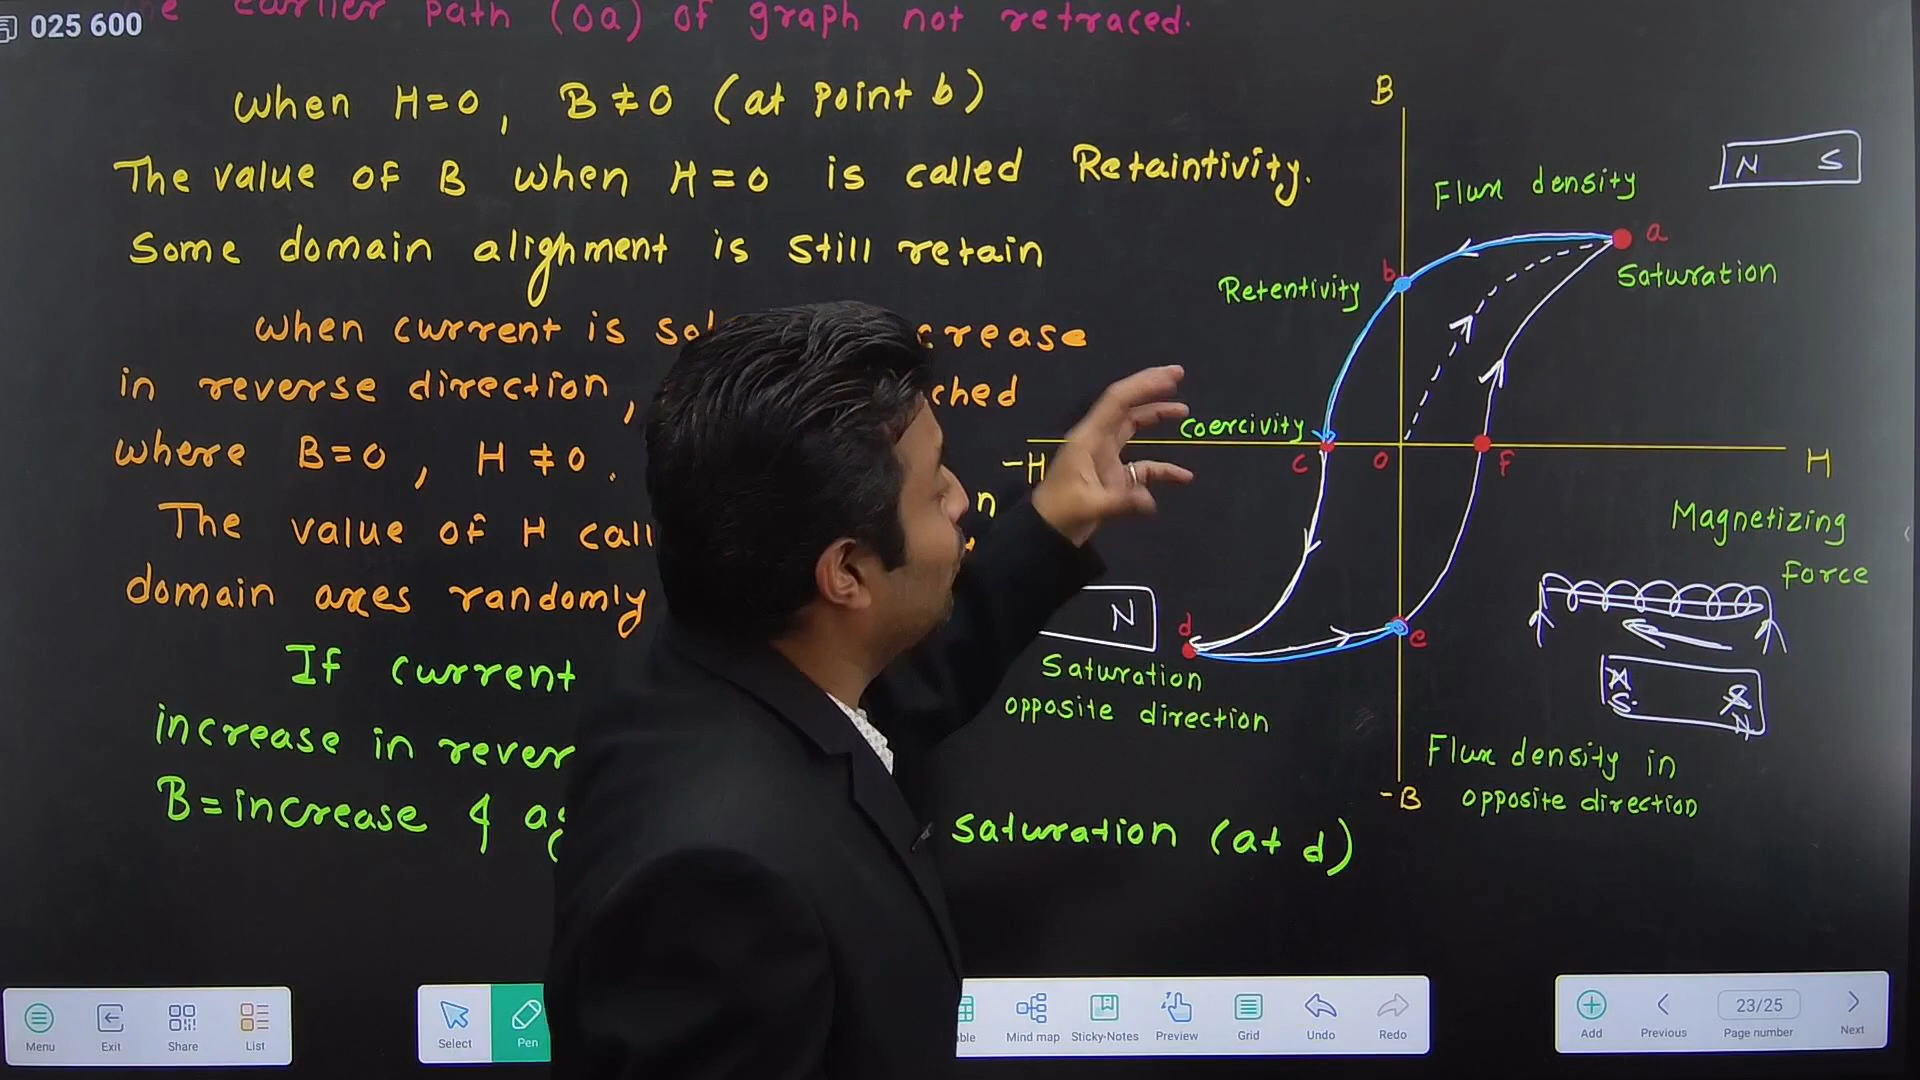 025 600
earlier path (oa) of graph not retraced.
when H=0, B≠0 (at point b)
The value of B when H=0 is called Retaintivity.
Some domain alignment is still retain
when current is
crease
in reverse direction,
ched
where B=0, H≠0.
n
The value of H call
domain axes randomly
If current
increase in rever
B=increase & ag
saturation (at d)
B
N S
Flux density
a
b
Retentivity
Saturation
Coercivity
-H
c
o
f
H
Magnetizing
Force
N
d
e
Saturation
opposite direction
N S
S N
Flux density in
-B opposite direction
Menu
Exit
Share
List
Select
Pen
ble
Mind map
Sticky-Notes
Preview
Grid
Undo
Redo
Add
Previous
23/25
Page number
Next